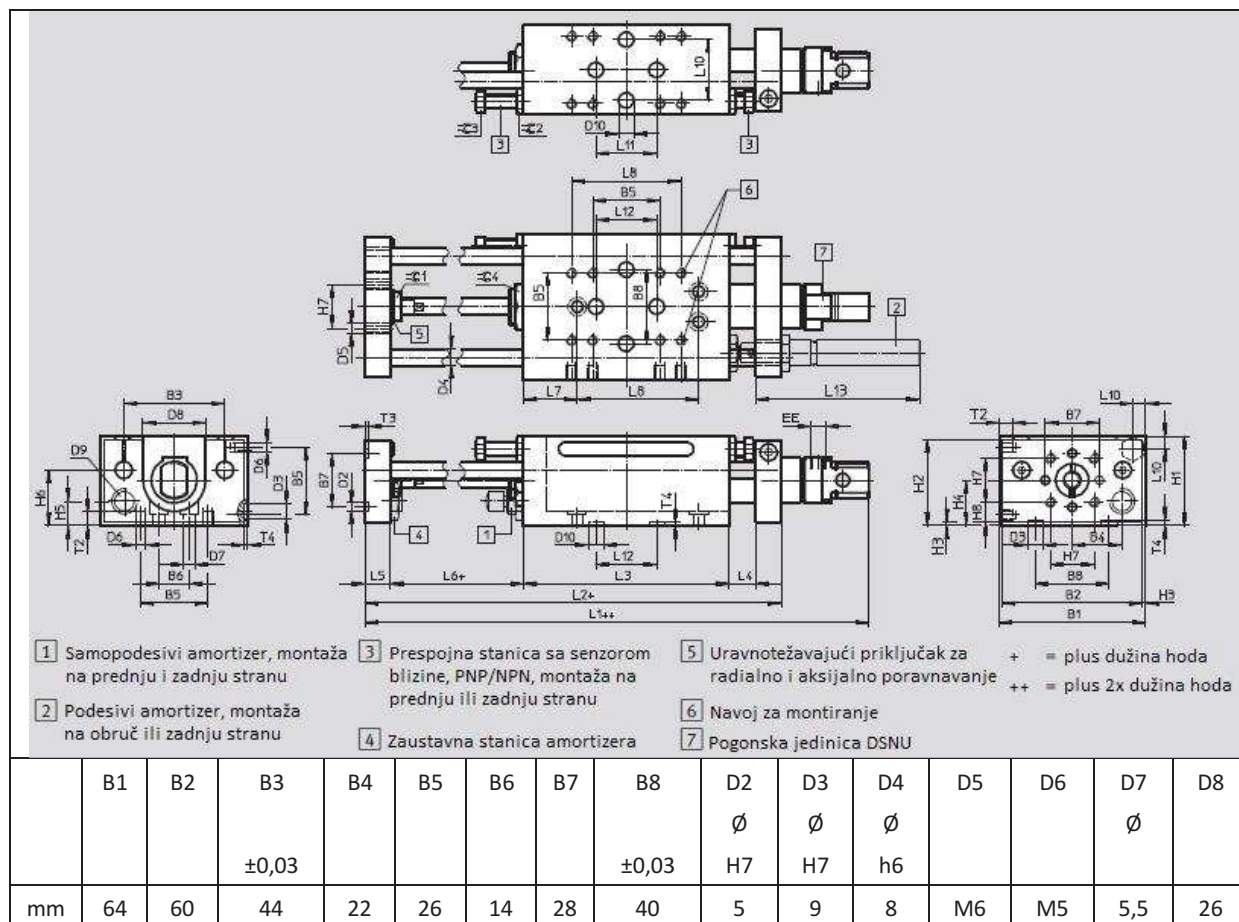 L10
D10
L11
3
3
⌀C3
⌀C2
L8
B5
L12
6
7
⌀C1
⌀C4
H7
B5
B8
2
5
D5
D4
L7
L8
L13
B3
D8
D9
D6
D3
B5
H6
H5
T2
D6
D7
B6
B5
T3
EE
B7
D2
T4
4
1
D10
L12
L5
L6+
L3
L4
L2+
L1++
L10
T2
B7
H2
H7
H4
H8
L10
H1
H3
D3
B4
T4
H7
B8
B2
H3
B1
1 Samopodesivi amortizer, montaža
na prednju i zadnju stranu
2 Podesivi amortizer, montaža
na obruč ili zadnju stranu
3 Prespojna stanica sa senzorom
blizine, PNP/NPN, montaža na
prednju ili zadnju stranu
4 Zaustavna stanica amortizera
5 Uravnotežavajući priključak za
radialno i aksijalno poravnavanje
6 Navoj za montiranje
7 Pogonska jedinica DSNU
+ = plus dužina hoda
++ = plus 2x dužina hoda
B1 B2 B3 B4 B5 B6 B7 B8 D2 D3 D4 D5 D6 D7 D8
Ø Ø Ø Ø
±0,03 ±0,03 H7 H7 h6
mm 64 60 44 22 26 14 28 40 5 9 8 M6 M5 5,5 26